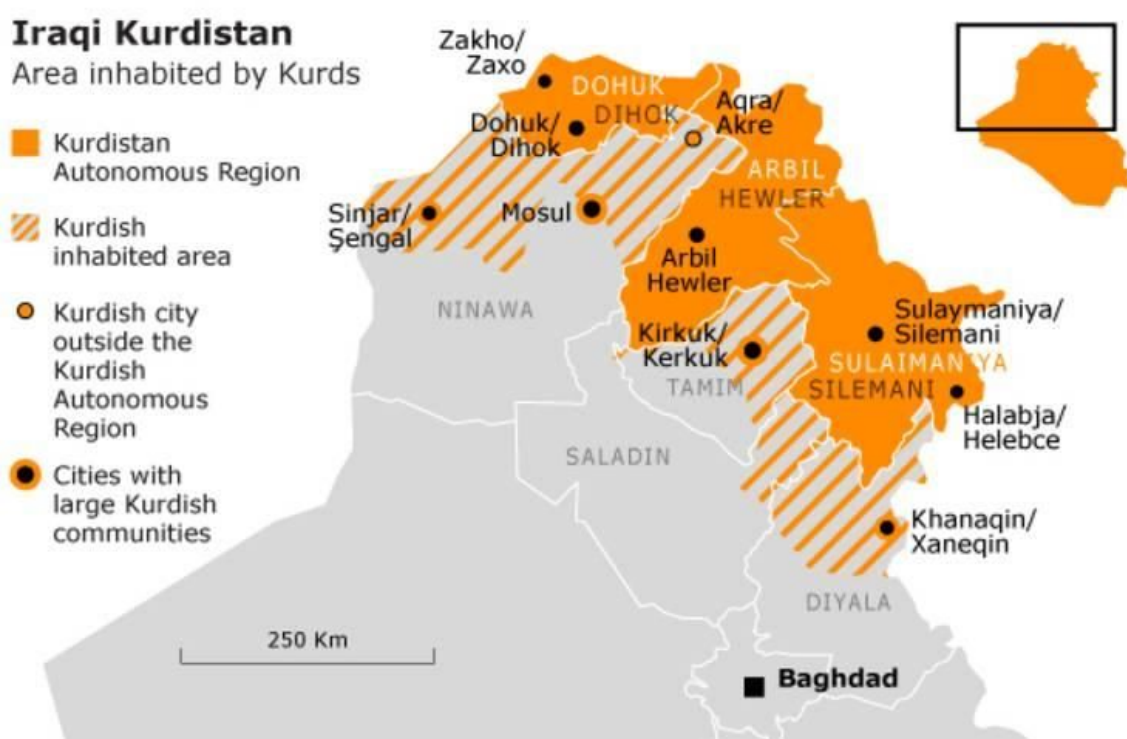 Iraqi Kurdistan
Area inhabited by Kurds
Kurdistan
Autonomous Region
Kurdish
inhabited area
Kurdish city
outside the
Kurdish
Autonomous
Region
Cities with
large Kurdish
communities
Zakho/
Zaxo
DOHUK
DIHOK
Dohuk/
Dihok
Aqra/
Akre
ARBIL
HEWLER
Sinjar/
Şengal
Mosul
Arbil
Hewler
NINAWA
Kirkuk/
Kerkuk
TAMIM
Sulaymaniya/
Silemani
SULAIMANIYA
SILEMANI
Halabja/
Helebce
SALADIN
Khanaqin/
Xaneqin
DIYALA
250 Km
Baghdad